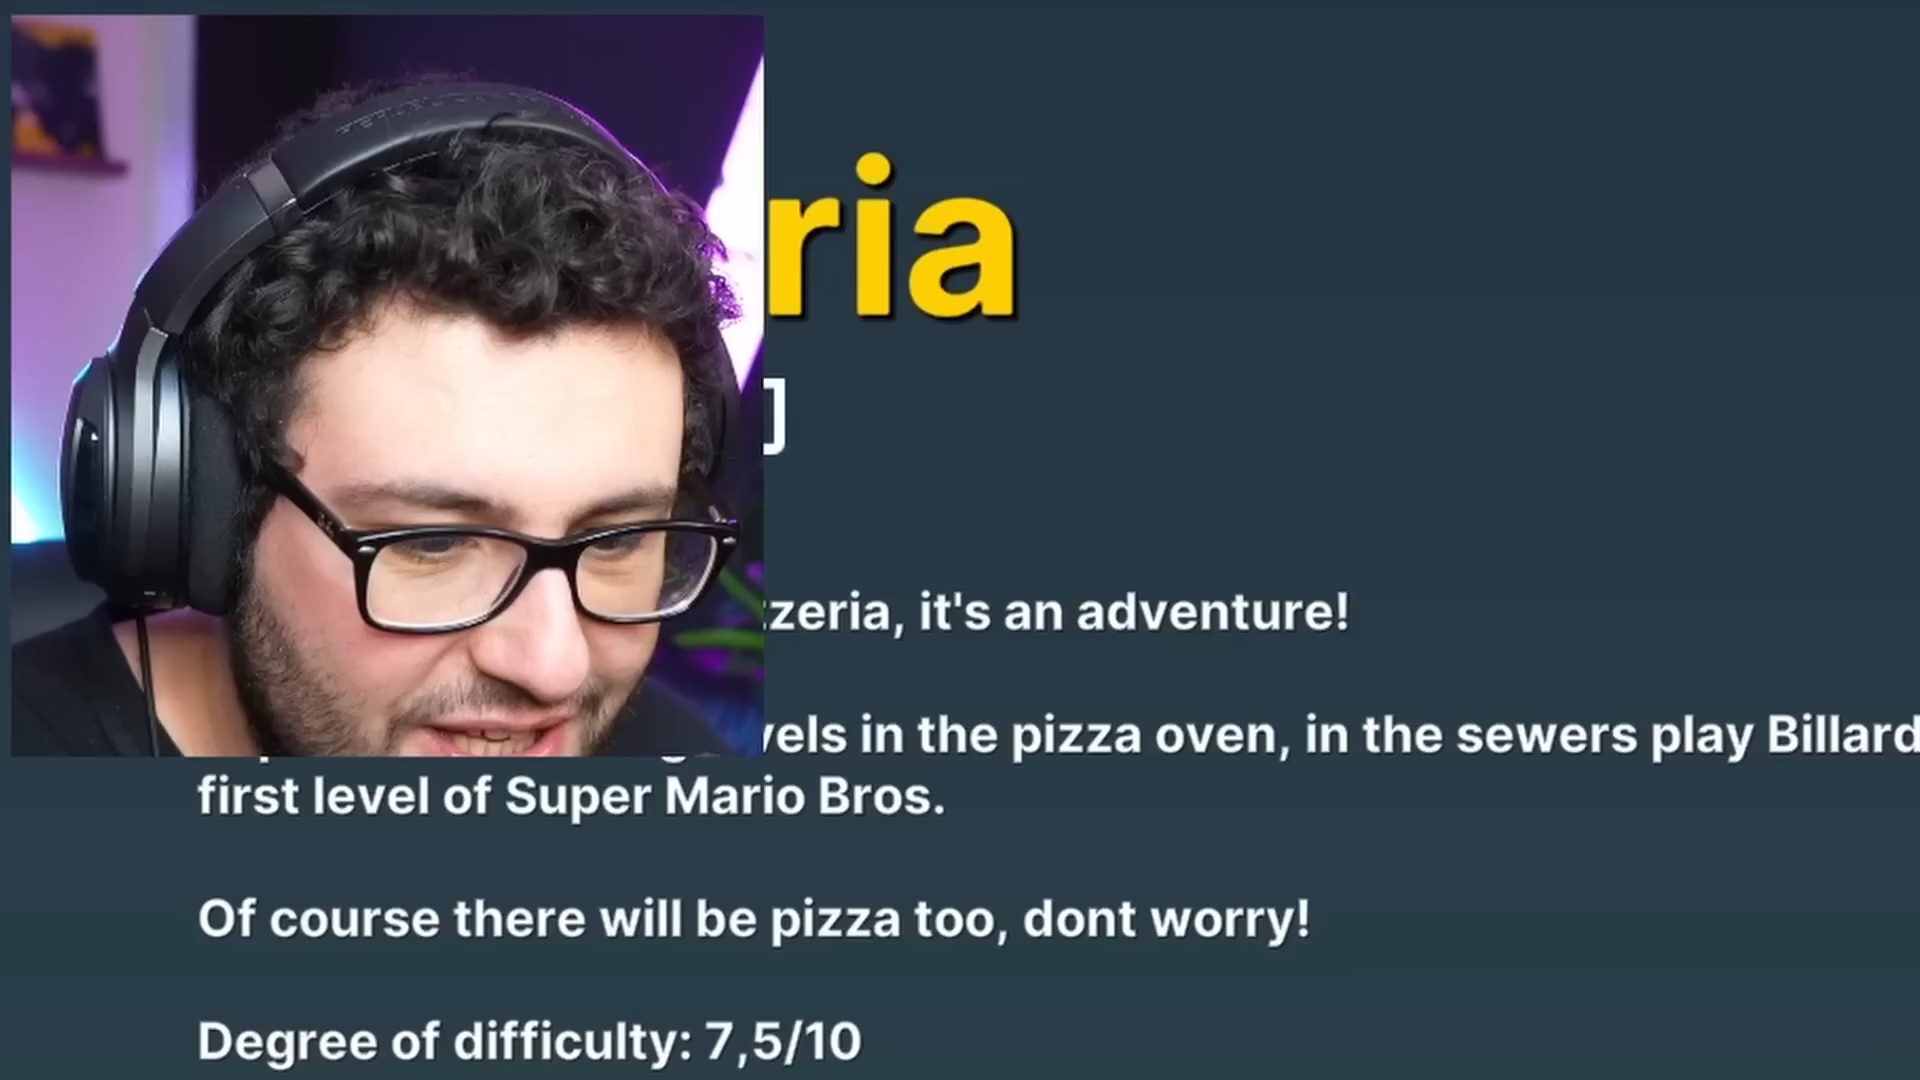 ria
]
zzeria, it's an adventure!
vels in the pizza oven, in the sewers play Billard
first level of Super Mario Bros.
Of course there will be pizza too, dont worry!
Degree of difficulty: 7,5/10